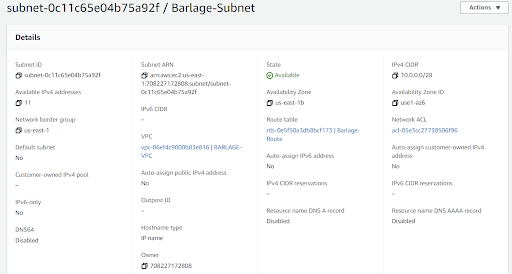 subnet-0c11c65e04b75a92f / Barlage-Subnet
Actions
Details
Subnet ID
subnet-0c11c65e04b75a92f
Available IPv4 addresses
11
Network border group
us-east-1
Default subnet
No
Customer-owned IPv4 pool
–
IPv6-only
No
DNS64
Disabled
Subnet ARN
arn:aws:ec2:us-east-
1:708227172808:subnet/subnet-
0c11c65e04b75a92f
IPv6 CIDR
–
VPC
vpc-06ef4c9000b03e816 | BARLAGE-
VPC
Auto-assign public IPv4 address
No
Outpost ID
–
Hostname type
IP name
Owner
708227172808
State
Available
Availability Zone
us-east-1b
Route table
rtb-0e5f50a3db8bcf173 | Barlage-
Route
Auto-assign IPv6 address
No
IPv4 CIDR reservations
–
Resource name DNS A record
Disabled
IPv4 CIDR
10.0.0.0/28
Availability Zone ID
use1-az6
Network ACL
acl-05e3cc27730506f96
Auto-assign customer-owned IPv4
address
No
IPv6 CIDR reservations
–
Resource name DNS AAAA record
Disabled